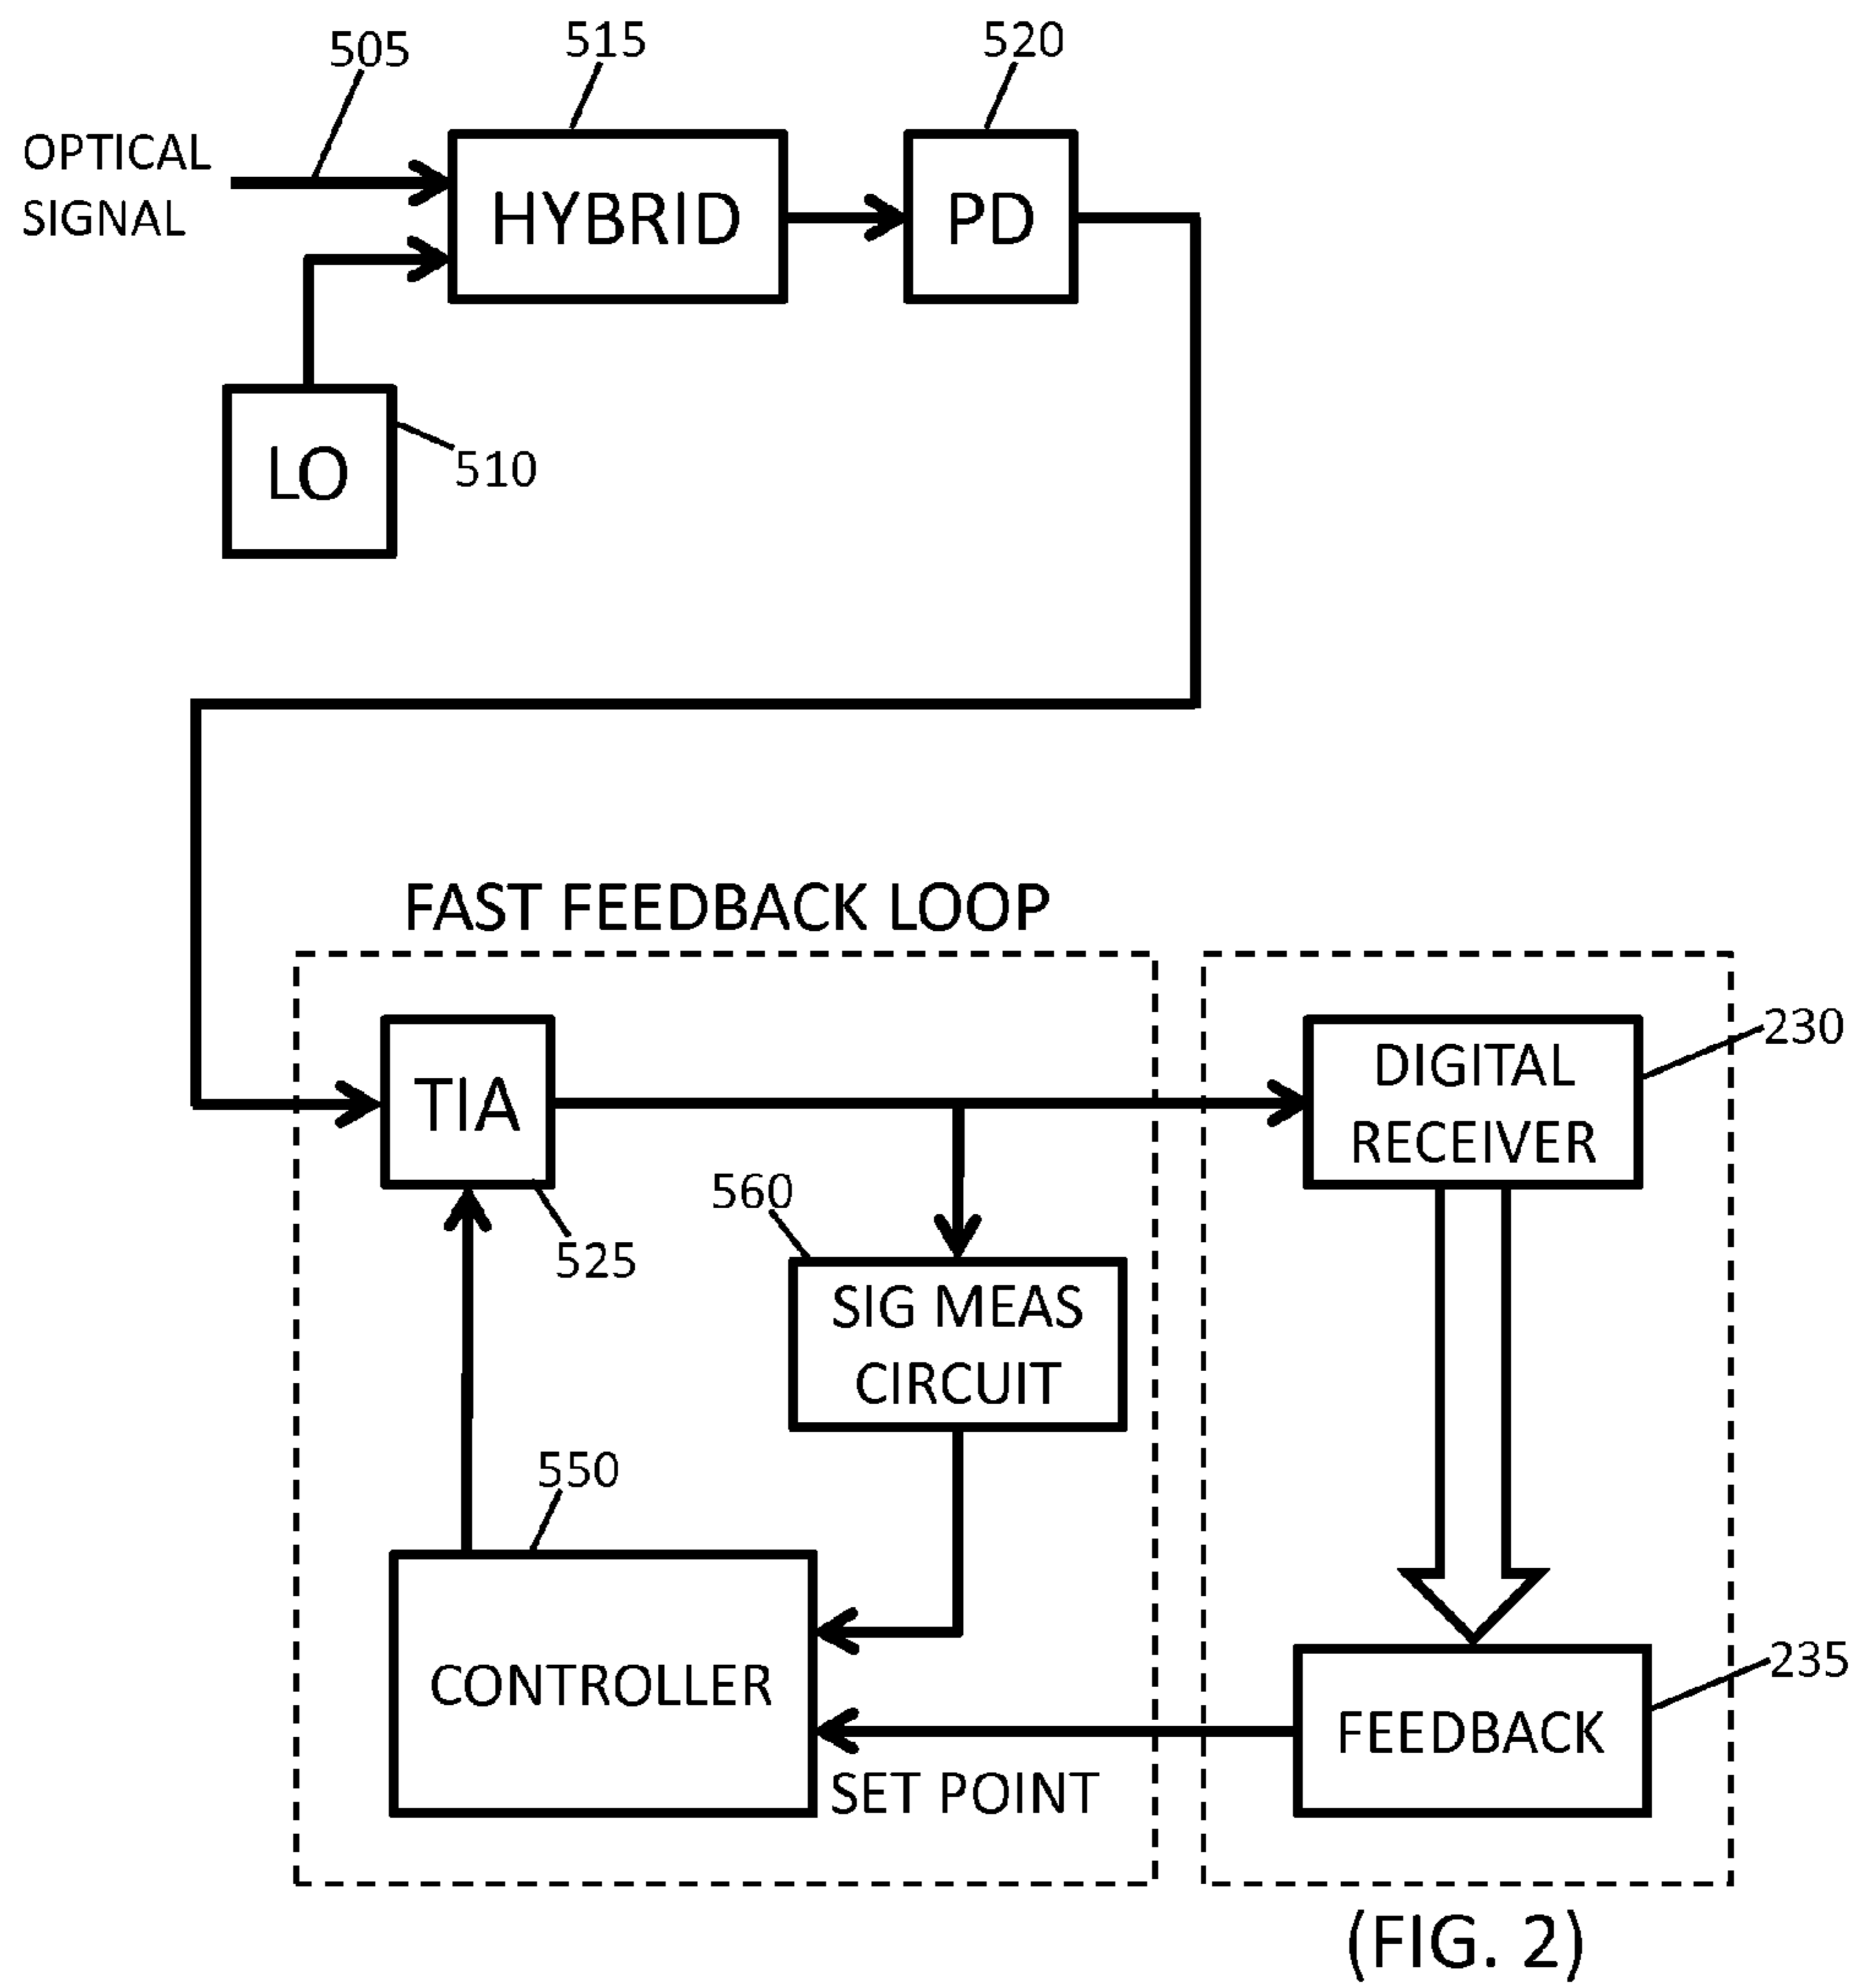 505
515
520
OPTICAL
SIGNAL
HYBRID
PD
LO
510
FAST FEEDBACK LOOP
TIA
525
DIGITAL
RECEIVER
230
560
SIG MEAS
CIRCUIT
550
CONTROLLER
SET POINT
FEEDBACK
235
(FIG. 2)